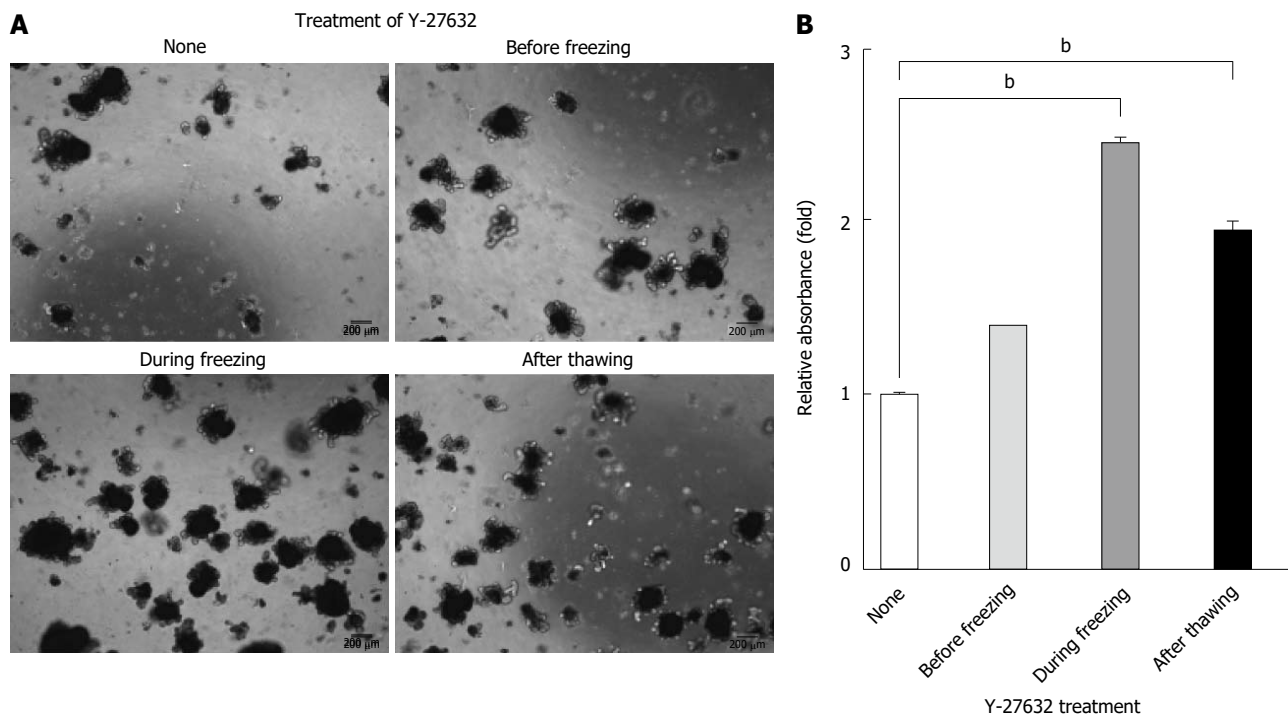 A
Treatment of Y-27632
None
Before freezing
200 μm
200 μm
During freezing
After thawing
200 μm
200 μm
B
b
b
3
2
1
0
Relative absorbance (fold)
None
Before freezing
During freezing
After thawing
Y-27632 treatment